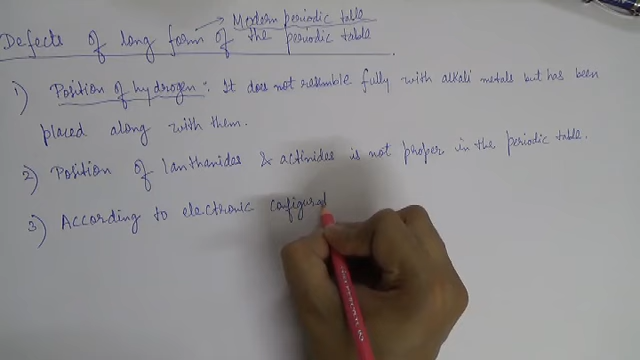 Modern periodic table
Defects of long form of the periodic table
1) Position of hydrogen: It does not resemble fully with alkali metals but has been
placed along with them.
2) Position of lanthanides & actinides is not proper in the periodic table.
3) According to electronic configurat